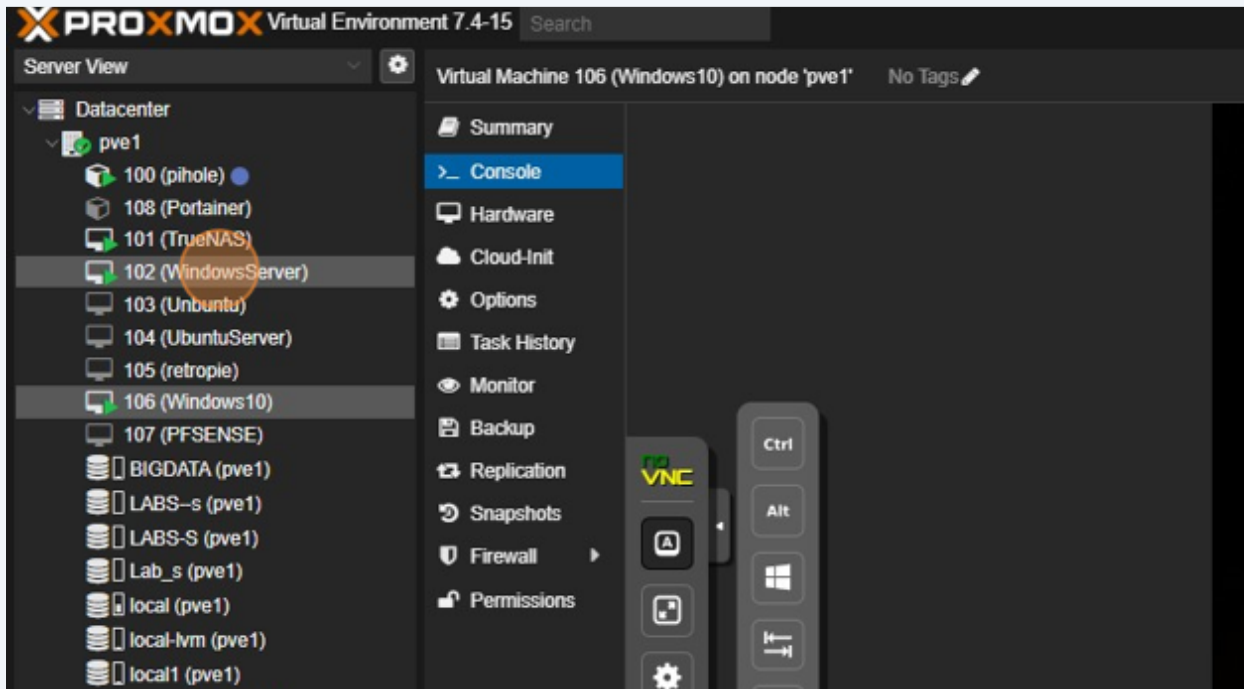 PROXMOX Virtual Environment 7.4-15 Search
Server View
Datacenter
pve1
100 (pihole)
108 (Portainer)
101 (TrueNAS)
102 (WindowsServer)
103 (Unbuntu)
104 (UbuntuServer)
105 (retropie)
106 (Windows10)
107 (PFSENSE)
BIGDATA (pve1)
LABS--s (pve1)
LABS-S (pve1)
Lab_s (pve1)
local (pve1)
local-lvm (pve1)
local1 (pve1)
Virtual Machine 106 (Windows10) on node 'pve1' No Tags
Summary
>_ Console
Hardware
Cloud-Init
Options
Task History
Monitor
Backup
Replication
Snapshots
Firewall
Permissions
no
VNC
A
Ctrl
Alt